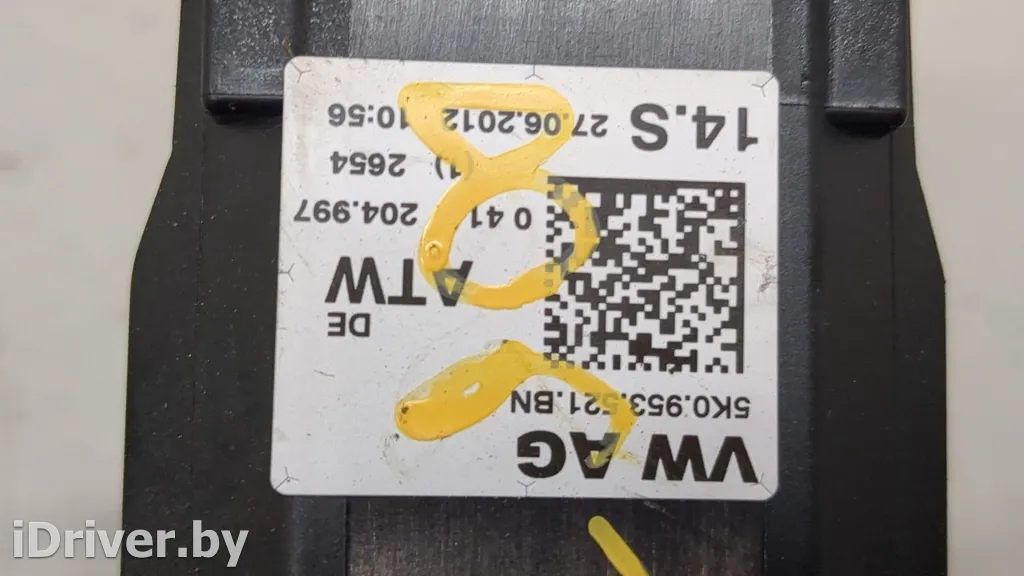 VW AG
5K0.953.521.BN
DE
ATW
0 41 204.997
(1) 2654
14.S 27.06.2012 10:56
iDriver.by